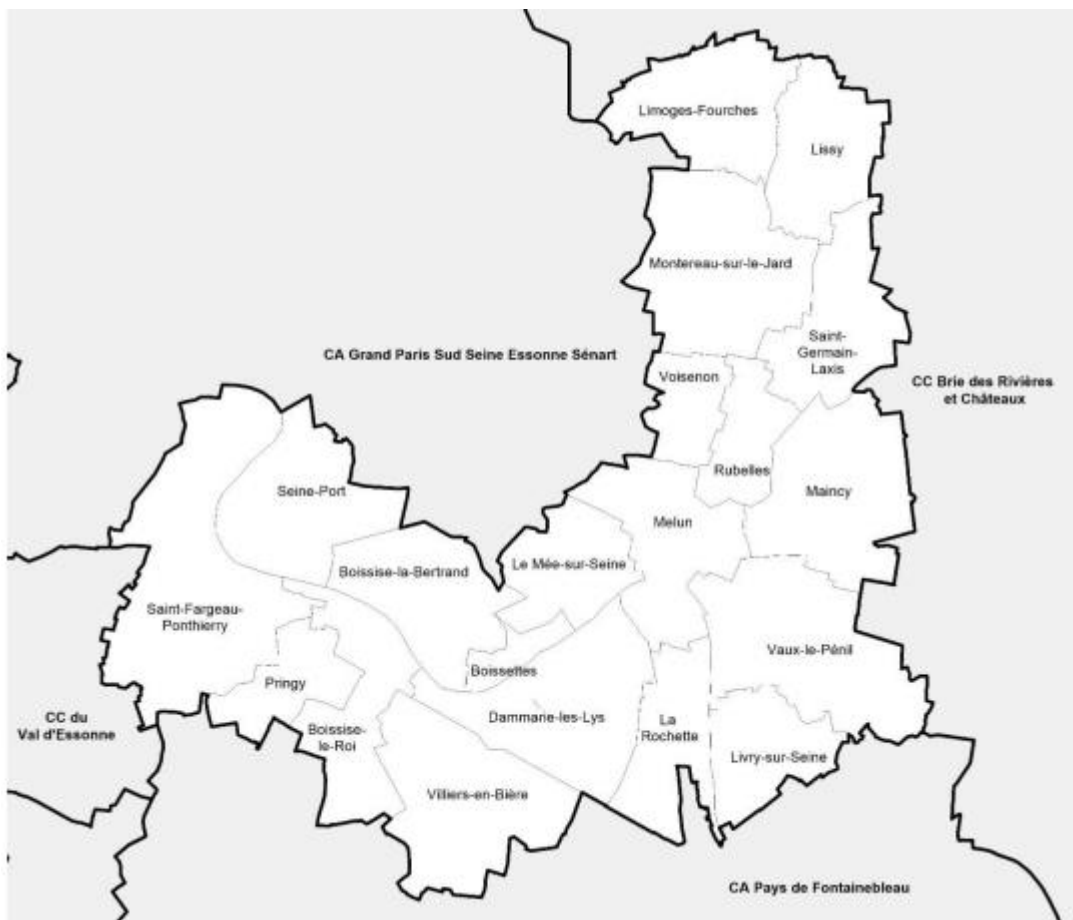 Limoges-Fourches
Lissy
Montereau-sur-le-Jard
Saint-
Germain-
Laxis
CA Grand Paris Sud Seine Essonne Sénart
Voisenon
CC Brie des Rivières
et Châteaux
Rubelles
Seine-Port
Maincy
Melun
Le Mée-sur-Seine
Boissise-la-Bertrand
Saint-Fargeau-
Ponthierry
Vaux-le-Pénil
Boissettes
Pringy
Dammarie-les-Lys
La
Rochette
CC du
Val d'Essonne
Boissise-
le-Roi
Livry-sur-Seine
Villiers-en-Bière
CA Pays de Fontainebleau